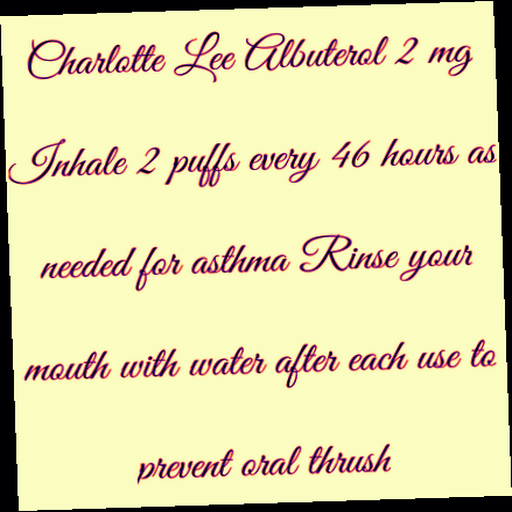 Charlotte Lee Albuterol 2 mg
Inhale 2 puffs every 46 hours as
needed for asthma Rinse your
mouth with water after each use to
prevent oral thrush